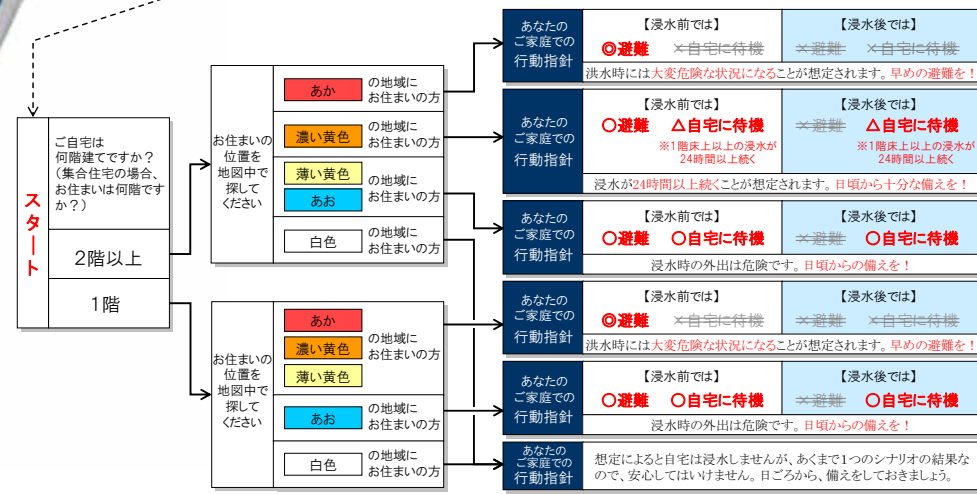 スタート
ご自宅は
何階建てですか？
（集合住宅の場合、
お住まいは何階です
か？）
2階以上
1階
お住まいの
位置を
地図中で
探して
ください
あか
の地域に
お住まいの方
濃い黄色
の地域に
お住まいの方
薄い黄色
あお
の地域に
お住まいの方
白色
の地域に
お住まいの方
お住まいの
位置を
地図中で
探して
ください
あか
濃い黄色
薄い黄色
の地域に
お住まいの方
あお
の地域に
お住まいの方
白色
の地域に
お住まいの方
あなたの
ご家庭での
行動指針
【浸水前では】
◎避難 ×自宅に待機
【浸水後では】
×避難 ×自宅に待機
洪水時には大変危険な状況になることが想定されます。早めの避難を！
あなたの
ご家庭での
行動指針
【浸水前では】
○避難 △自宅に待機
※1階床上以上の浸水が
24時間以上続く
【浸水後では】
×避難 △自宅に待機
※1階床上以上の浸水が
24時間以上続く
浸水が24時間以上続くことが想定されます。日頃から十分な備えを！
あなたの
ご家庭での
行動指針
【浸水前では】
○避難 ○自宅に待機
【浸水後では】
×避難 ○自宅に待機
浸水時の外出は危険です。日頃からの備えを！
あなたの
ご家庭での
行動指針
【浸水前では】
◎避難 ×自宅に待機
【浸水後では】
×避難 ×自宅に待機
洪水時には大変危険な状況になることが想定されます。早めの避難を！
あなたの
ご家庭での
行動指針
【浸水前では】
○避難 ○自宅に待機
【浸水後では】
×避難 ○自宅に待機
浸水時の外出は危険です。日頃からの備えを！
あなたの
ご家庭での
行動指針
想定によると自宅は浸水しませんが、あくまで1つのシナリオの結果な
ので、安心してはいけません。日ごろから、備えをしておきましょう。